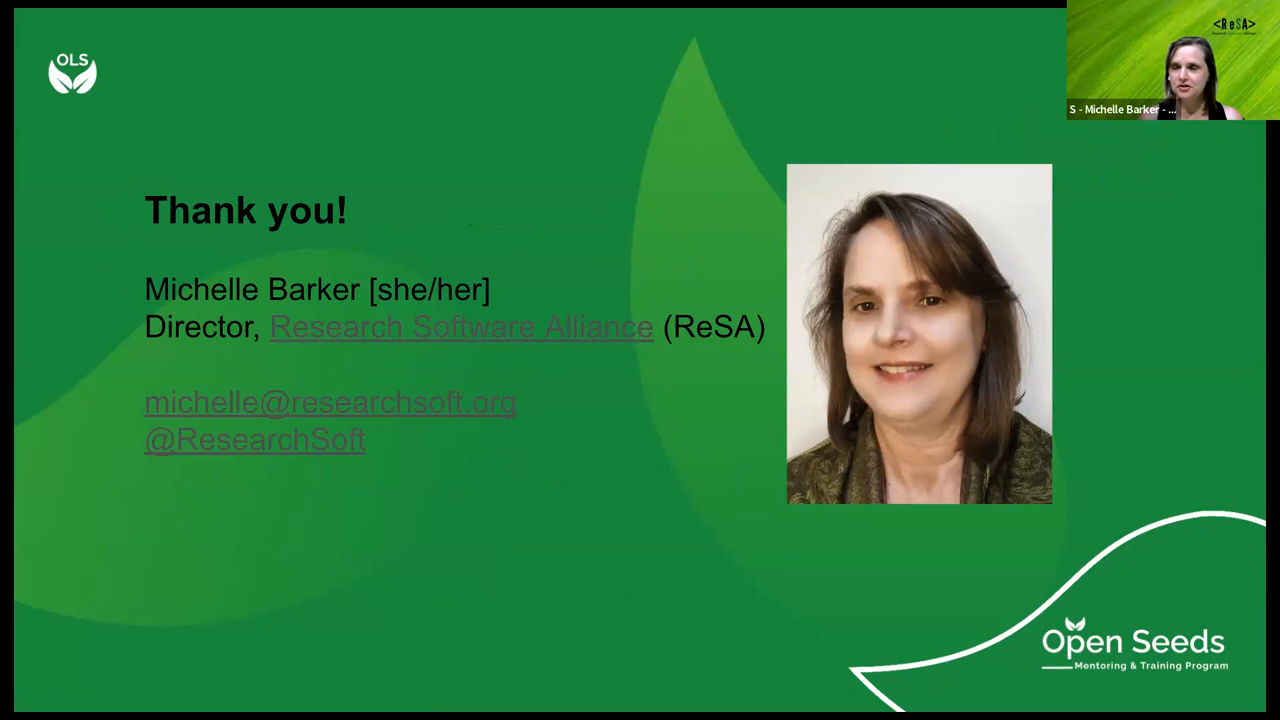 OLS
<ReSA>
S - Michelle Barker - ...
Thank you!
Michelle Barker [she/her]
Director, Research Software Alliance (ReSA)
michelle@researchsoft.org
@ResearchSoft
Open Seeds
Mentoring & Training Program